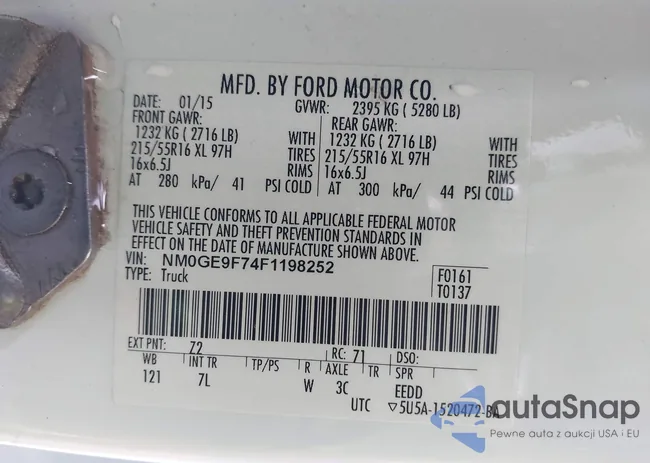 MFD. BY FORD MOTOR CO.
DATE: 01/15 GVWR: 2395 KG ( 5280 LB)
FRONT GAWR: REAR GAWR:
1232 KG ( 2716 LB) WITH 1232 KG ( 2716 LB) WITH
215/55R16 XL 97H TIRES 215/55R16 XL 97H TIRES
16x6.5J RIMS 16x6.5J RIMS
AT 280 kPa/ 41 PSI COLD AT 300 kPa/ 44 PSI COLD
THIS VEHICLE CONFORMS TO ALL APPLICABLE FEDERAL MOTOR
VEHICLE SAFETY AND THEFT PREVENTION STANDARDS IN
EFFECT ON THE DATE OF MANUFACTURE SHOWN ABOVE.
VIN: NM0GE9F74F1198252 F0161
TYPE: Truck T0137
EXT PNT: Z2 RC: 71 DSO:
WB INT TR TP/PS R AXLE TR SPR
121 7L W 3C EEDD
UTC ▽5U5A-1520472-BA
autaSnap
Pewne auta z aukcji USA i EU